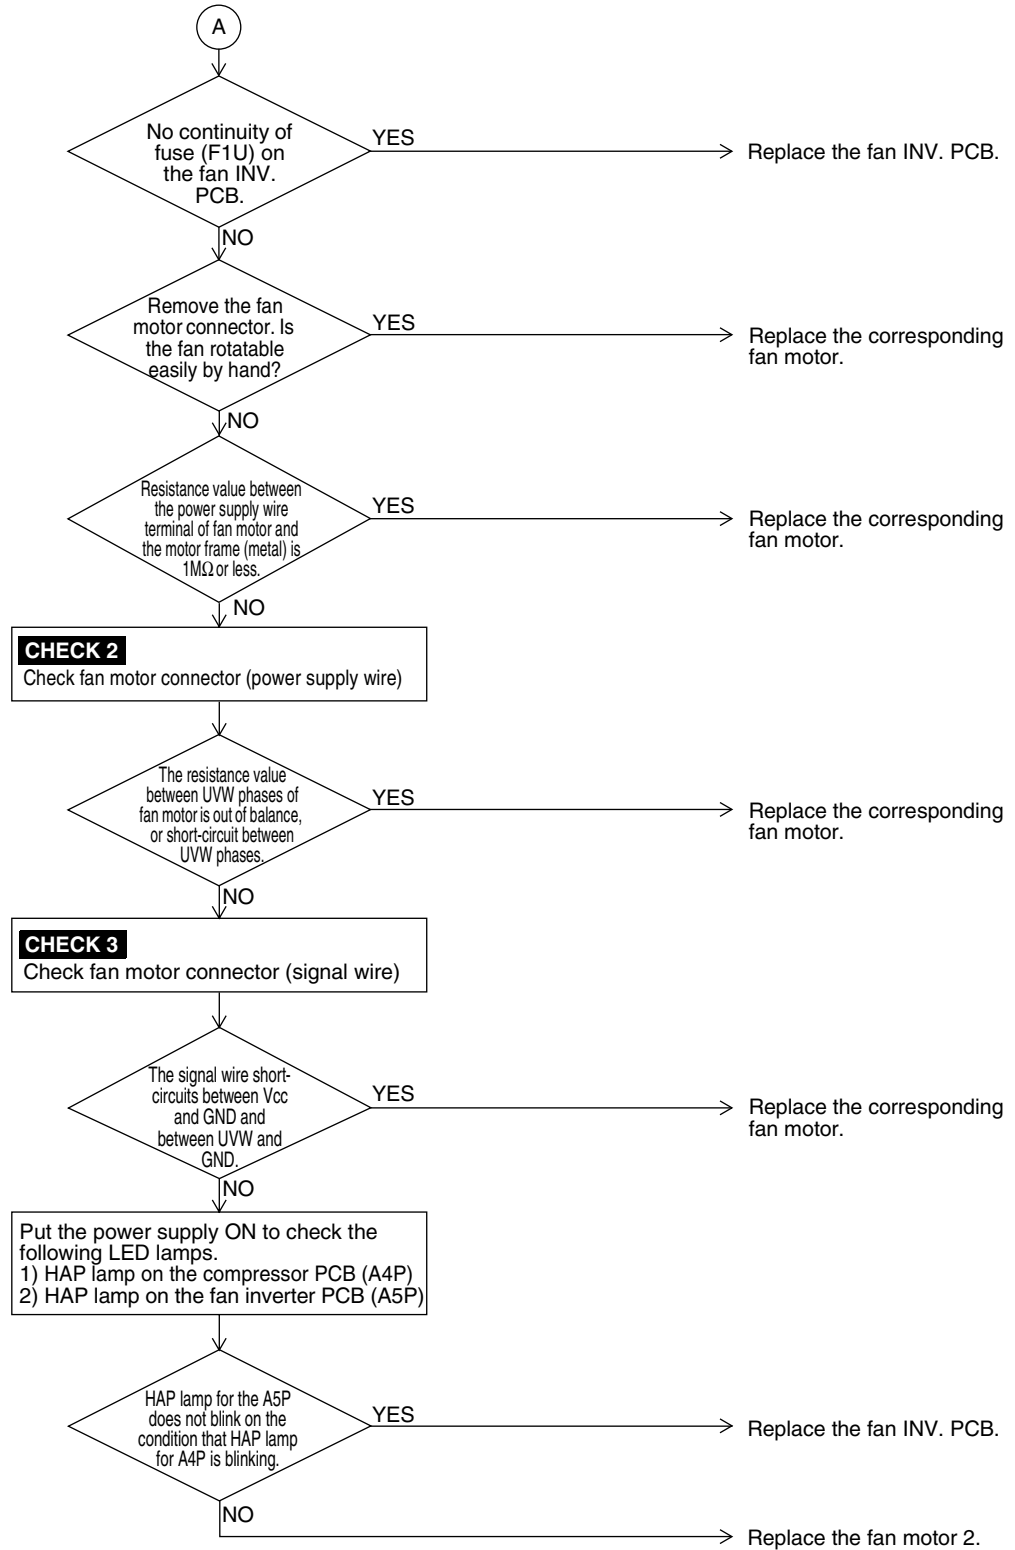 A
No continuity of
fuse (F1U) on
the fan INV.
PCB.
YES
Replace the fan INV. PCB.
NO
Remove the fan
motor connector. Is
the fan rotatable
easily by hand?
YES
Replace the corresponding
fan motor.
NO
Resistance value between
the power supply wire
terminal of fan motor and
the motor frame (metal) is
1MΩ or less.
YES
Replace the corresponding
fan motor.
NO
CHECK 2
Check fan motor connector (power supply wire)
The resistance value
between UVW phases of
fan motor is out of balance,
or short-circuit between
UVW phases.
YES
Replace the corresponding
fan motor.
NO
CHECK 3
Check fan motor connector (signal wire)
The signal wire short-
circuits between Vcc
and GND and
between UVW and
GND.
YES
Replace the corresponding
fan motor.
NO
Put the power supply ON to check the
following LED lamps.
1) HAP lamp on the compressor PCB (A4P)
2) HAP lamp on the fan inverter PCB (A5P)
HAP lamp for the A5P
does not blink on the
condition that HAP lamp
for A4P is blinking.
YES
Replace the fan INV. PCB.
NO
Replace the fan motor 2.